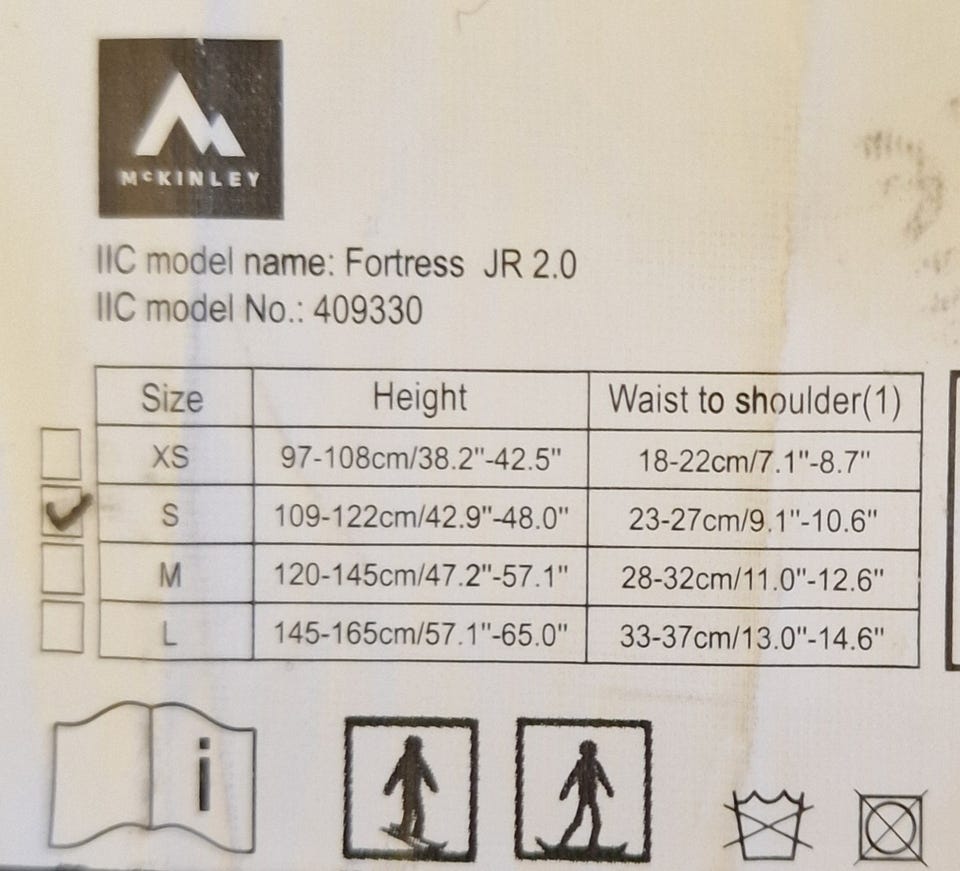 McKINLEY
IIC model name: Fortress JR 2.0
IIC model No.: 409330
Size Height Waist to shoulder(1)
XS 97-108cm/38.2"-42.5" 18-22cm/7.1"-8.7"
S 109-122cm/42.9"-48.0" 23-27cm/9.1"-10.6"
M 120-145cm/47.2"-57.1" 28-32cm/11.0"-12.6"
L 145-165cm/57.1"-65.0" 33-37cm/13.0"-14.6"
i